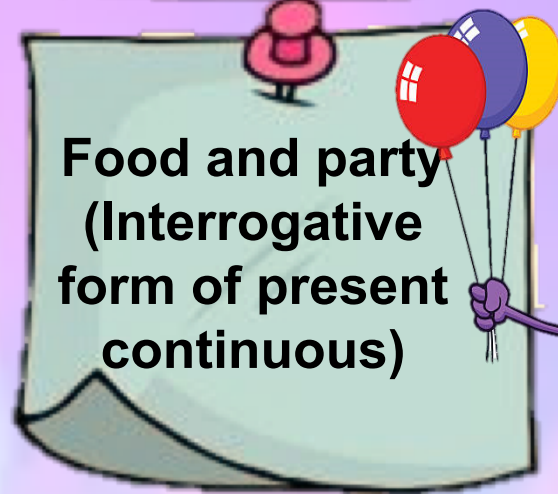 Food and party
(Interrogative
form of present
continuous)